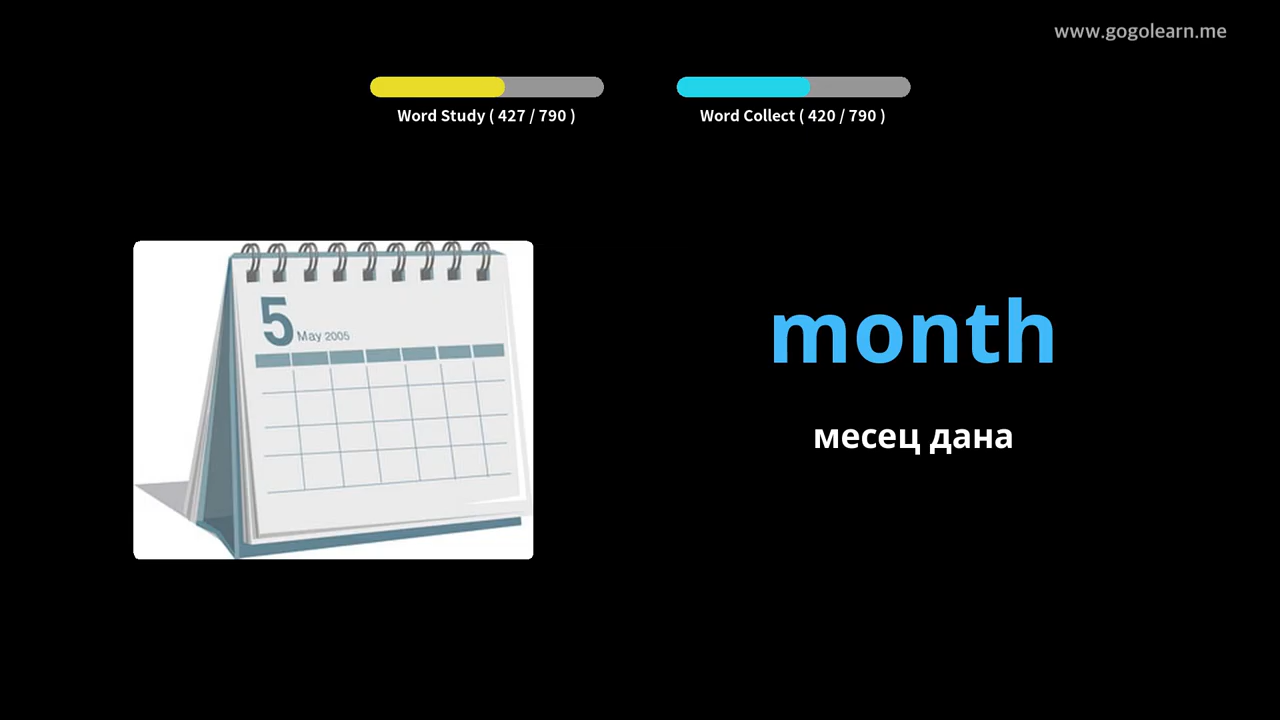 www.gogolearn.me
Word Study ( 427 / 790 )
Word Collect ( 420 / 790 )
5 May 2005
month
месец дана